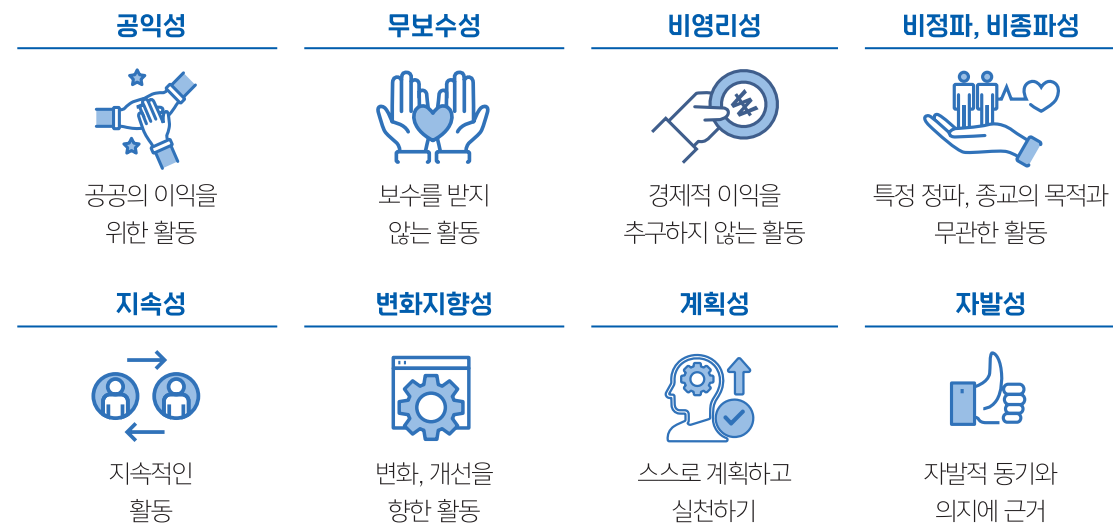 공익성
무보수성
비영리성
비정파, 비종파성
공공의 이익을
위한 활동
보수를 받지
않는 활동
경제적 이익을
추구하지 않는 활동
특정 정파, 종교의 목적과
무관한 활동
지속성
변화지향성
계획성
자발성
지속적인
활동
변화, 개선을
향한 활동
스스로 계획하고
실천하기
자발적 동기와
의지에 근거